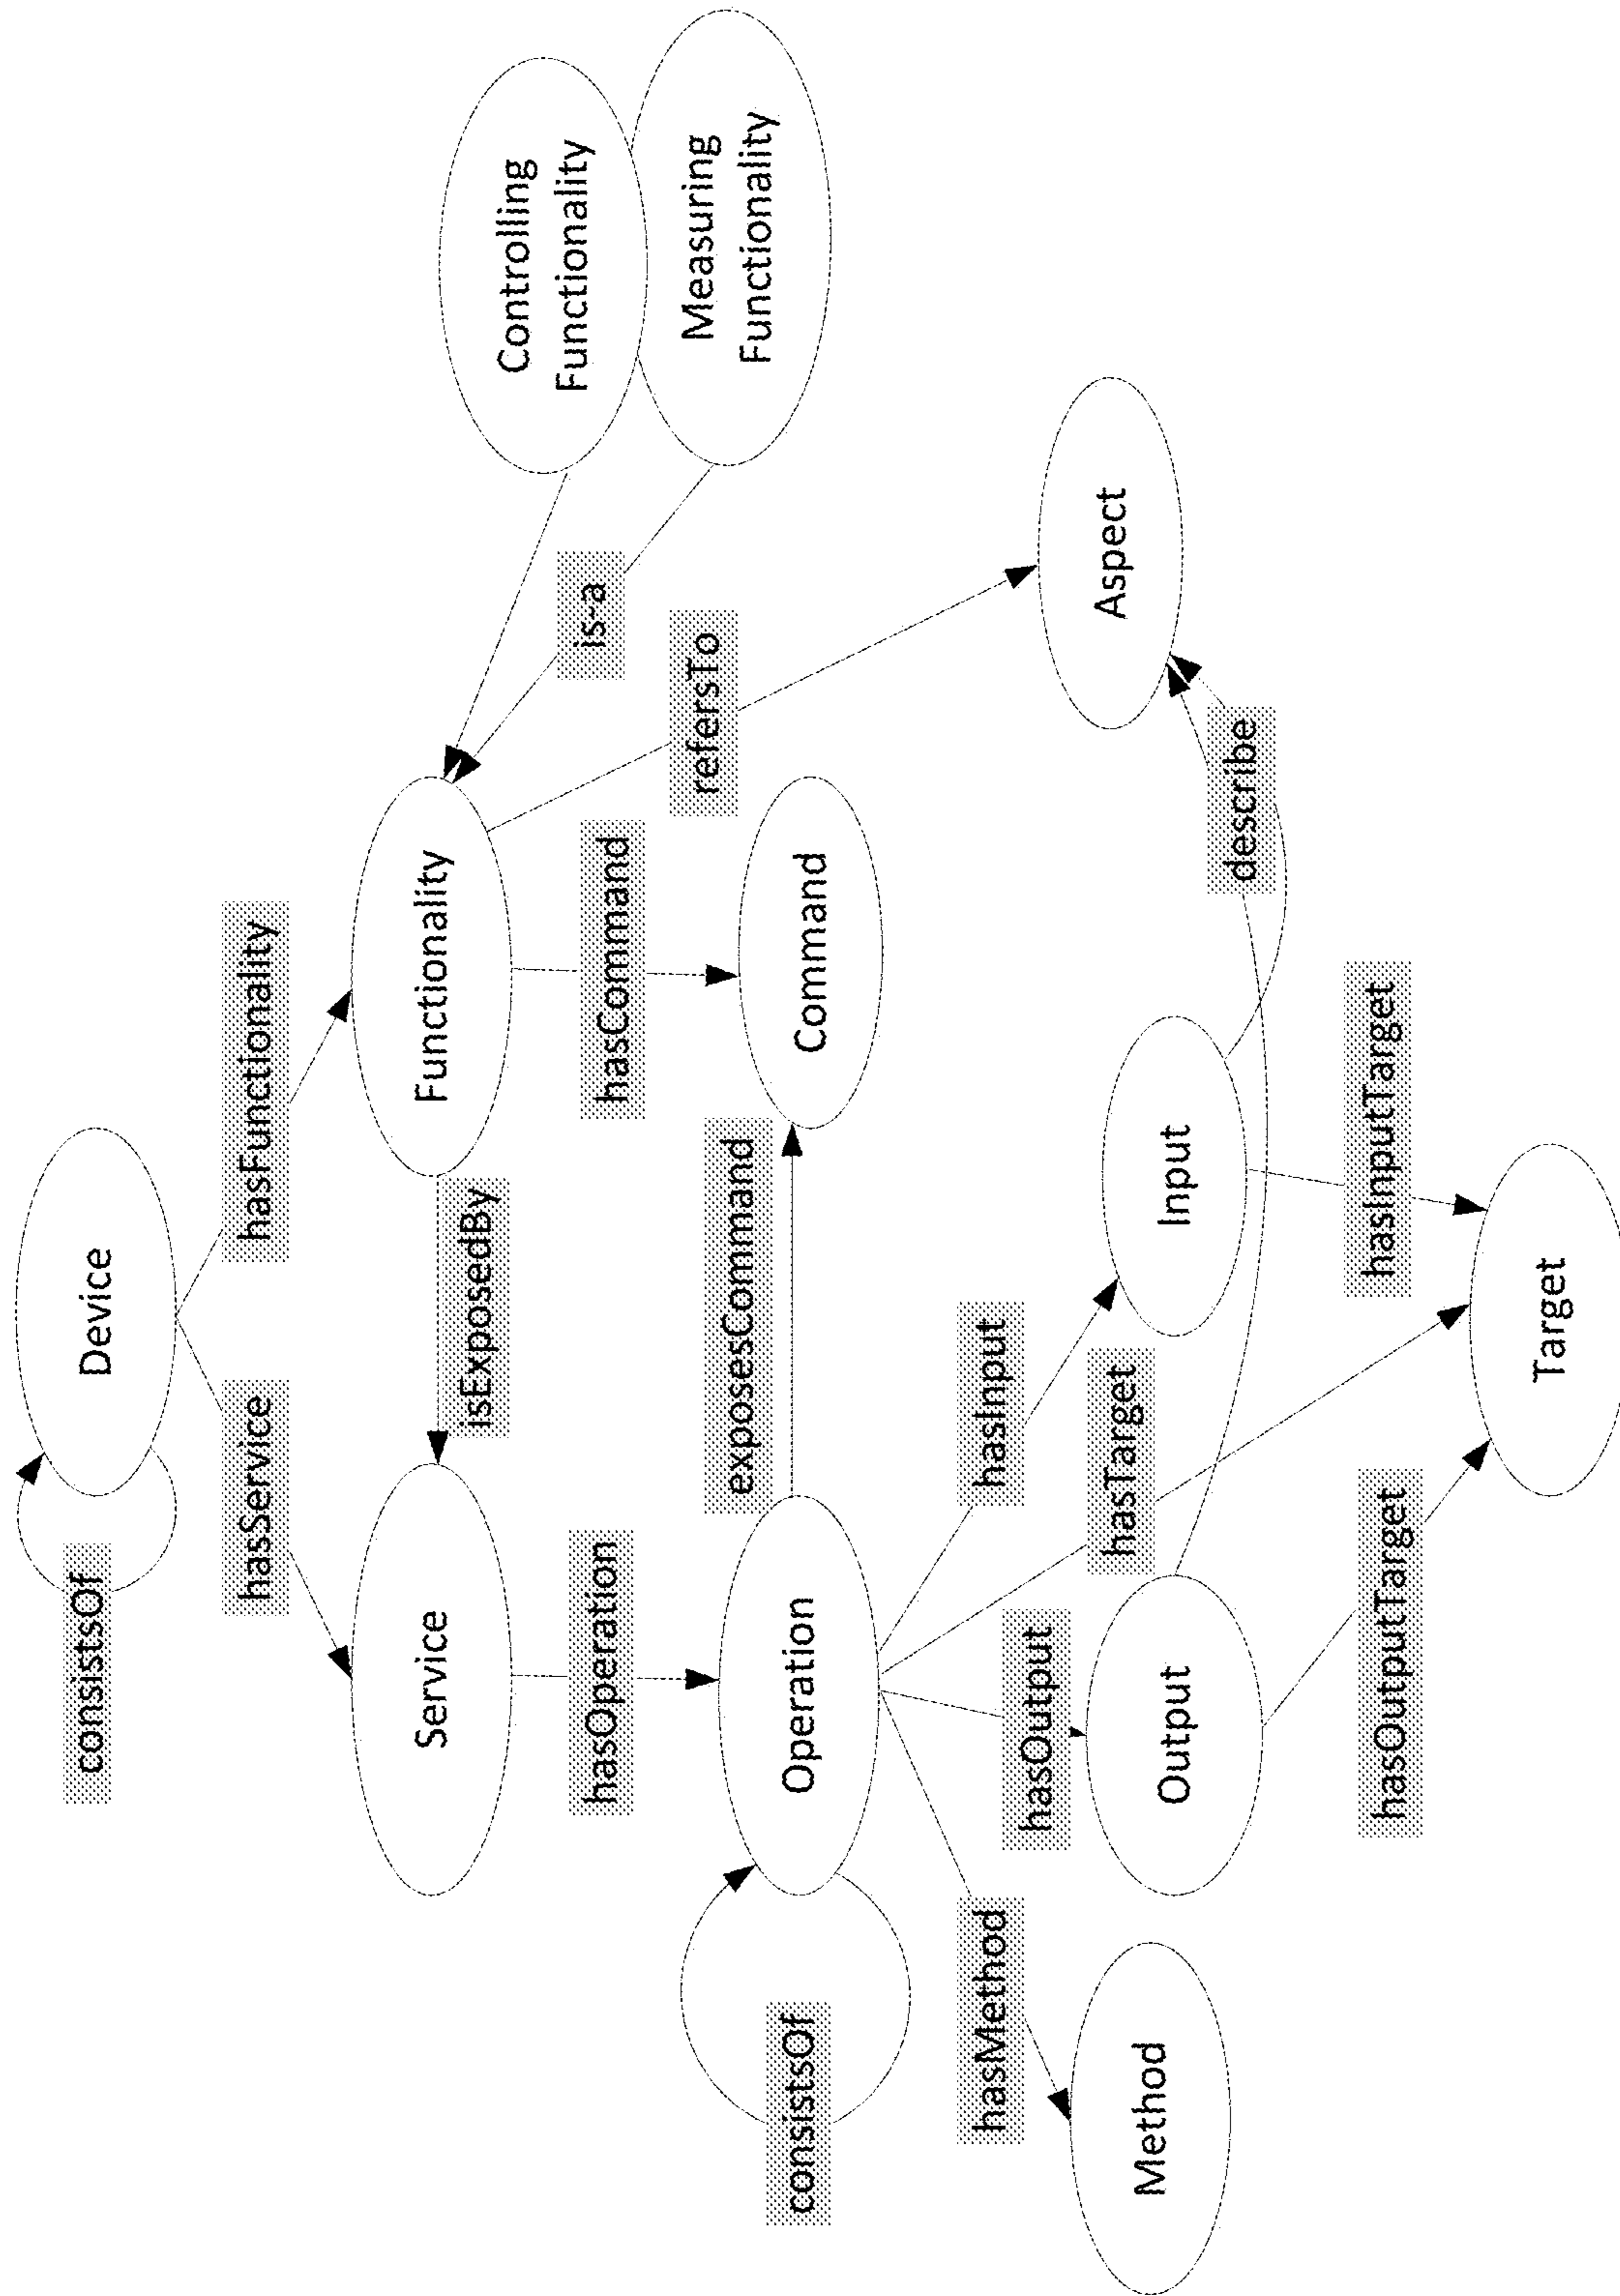 Device
consistsOf
hasService
hasFunctionality
Service
isExposedBy
Functionality
Controlling
Functionality
Measuring
Functionality
is-a
hasOperation
hasCommand
refersTo
consistsOf
Operation
exposesCommand
Command
Aspect
hasMethod
hasOutput
hasTarget
hasInput
Method
Output
Input
describe
hasOutputTarget
hasInputTarget
Target